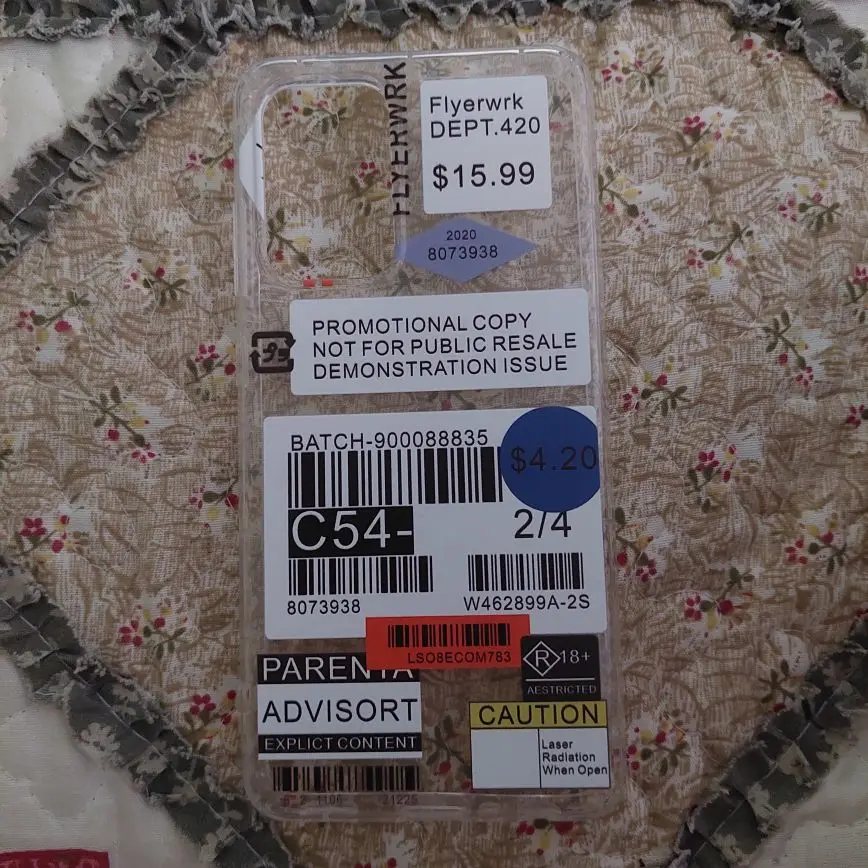 FLYERWRK
Flyerwrk
DEPT.420
$15.99
2020
8073938
PROMOTIONAL COPY
NOT FOR PUBLIC RESALE
DEMONSTRATION ISSUE
BATCH-900088835
$4.20
C54-
2/4
8073938
W462899A-2S
LSO8ECOM783
PARENTA
R 18+
AESTRICTED
ADVISORT
EXPLICT CONTENT
CAUTION
Laser
Radiation
When Open